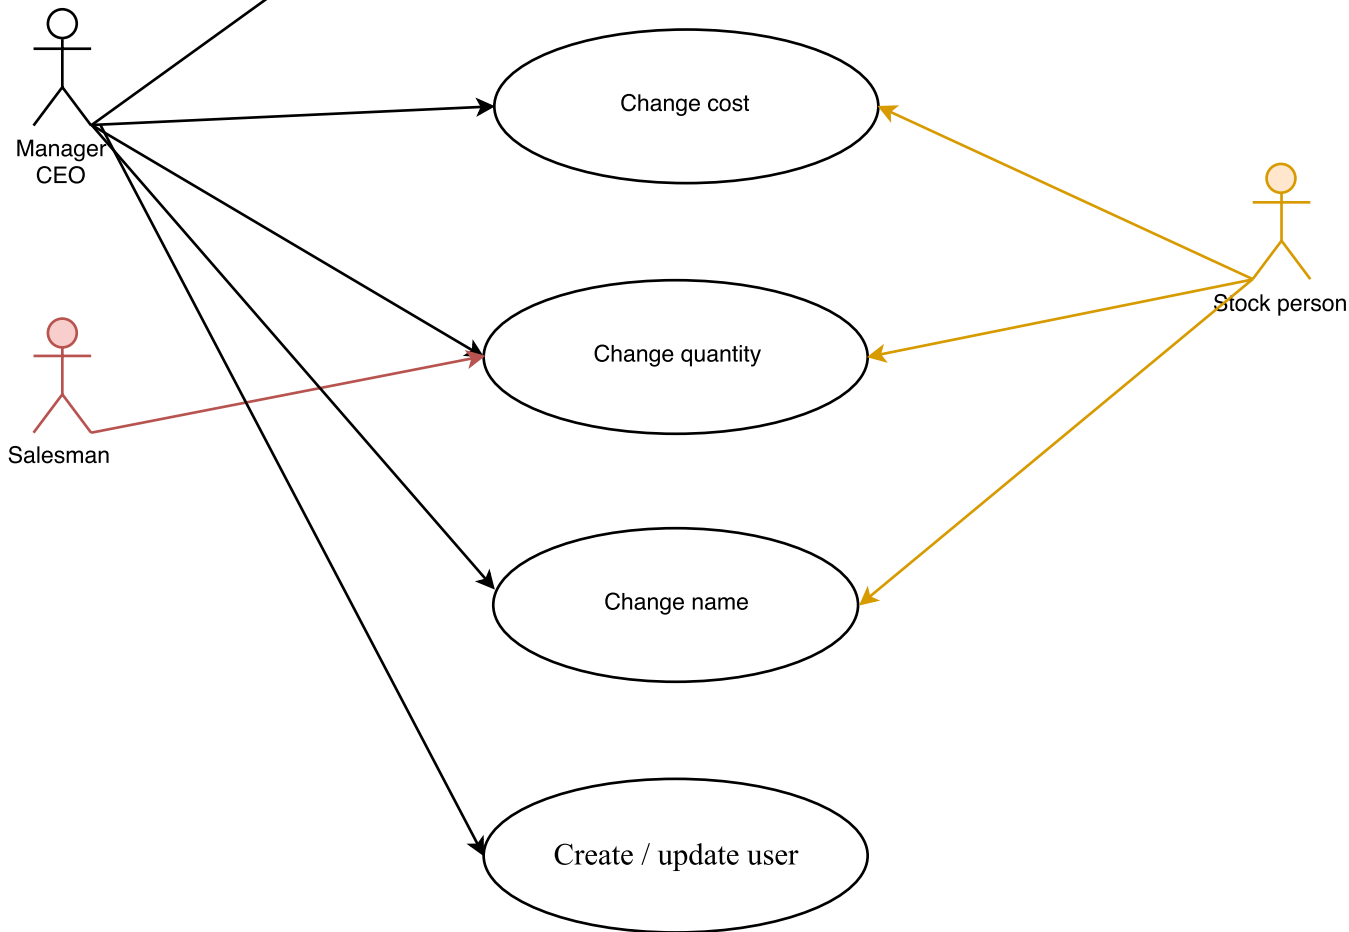 Change cost
Manager
CEO
Stock person
Change quantity
Salesman
Change name
Create / update user